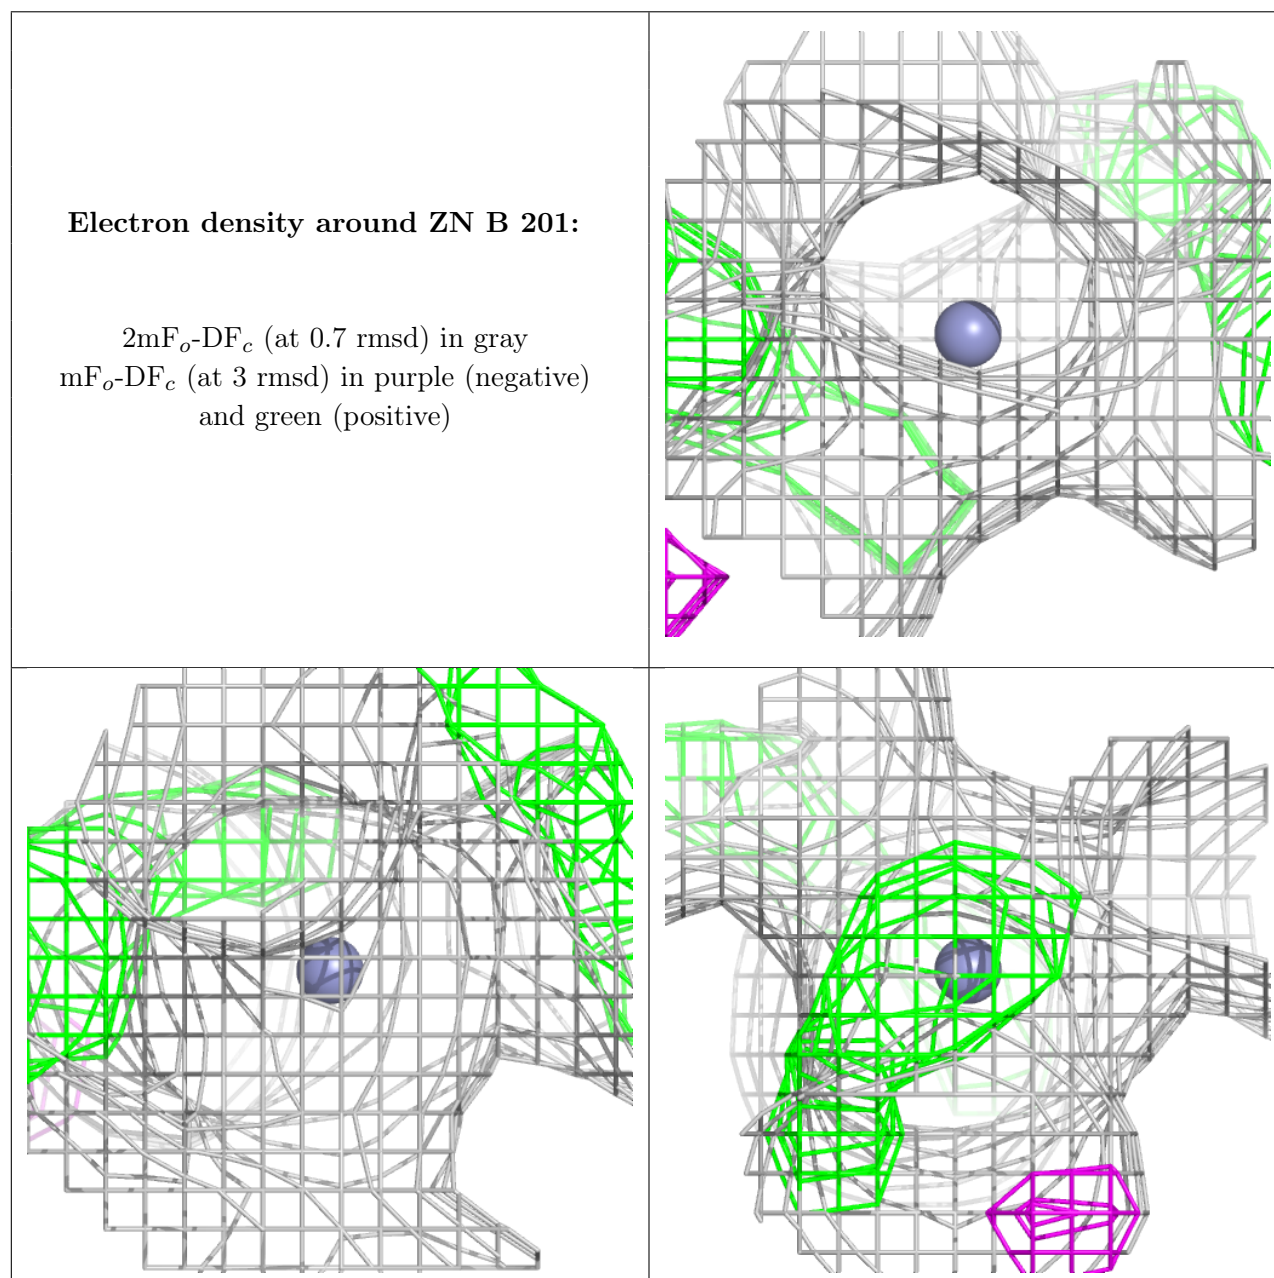 Electron density around ZN B 201:
2mFo-DFc (at 0.7 rmsd) in gray
mFo-DFc (at 3 rmsd) in purple (negative)
and green (positive)